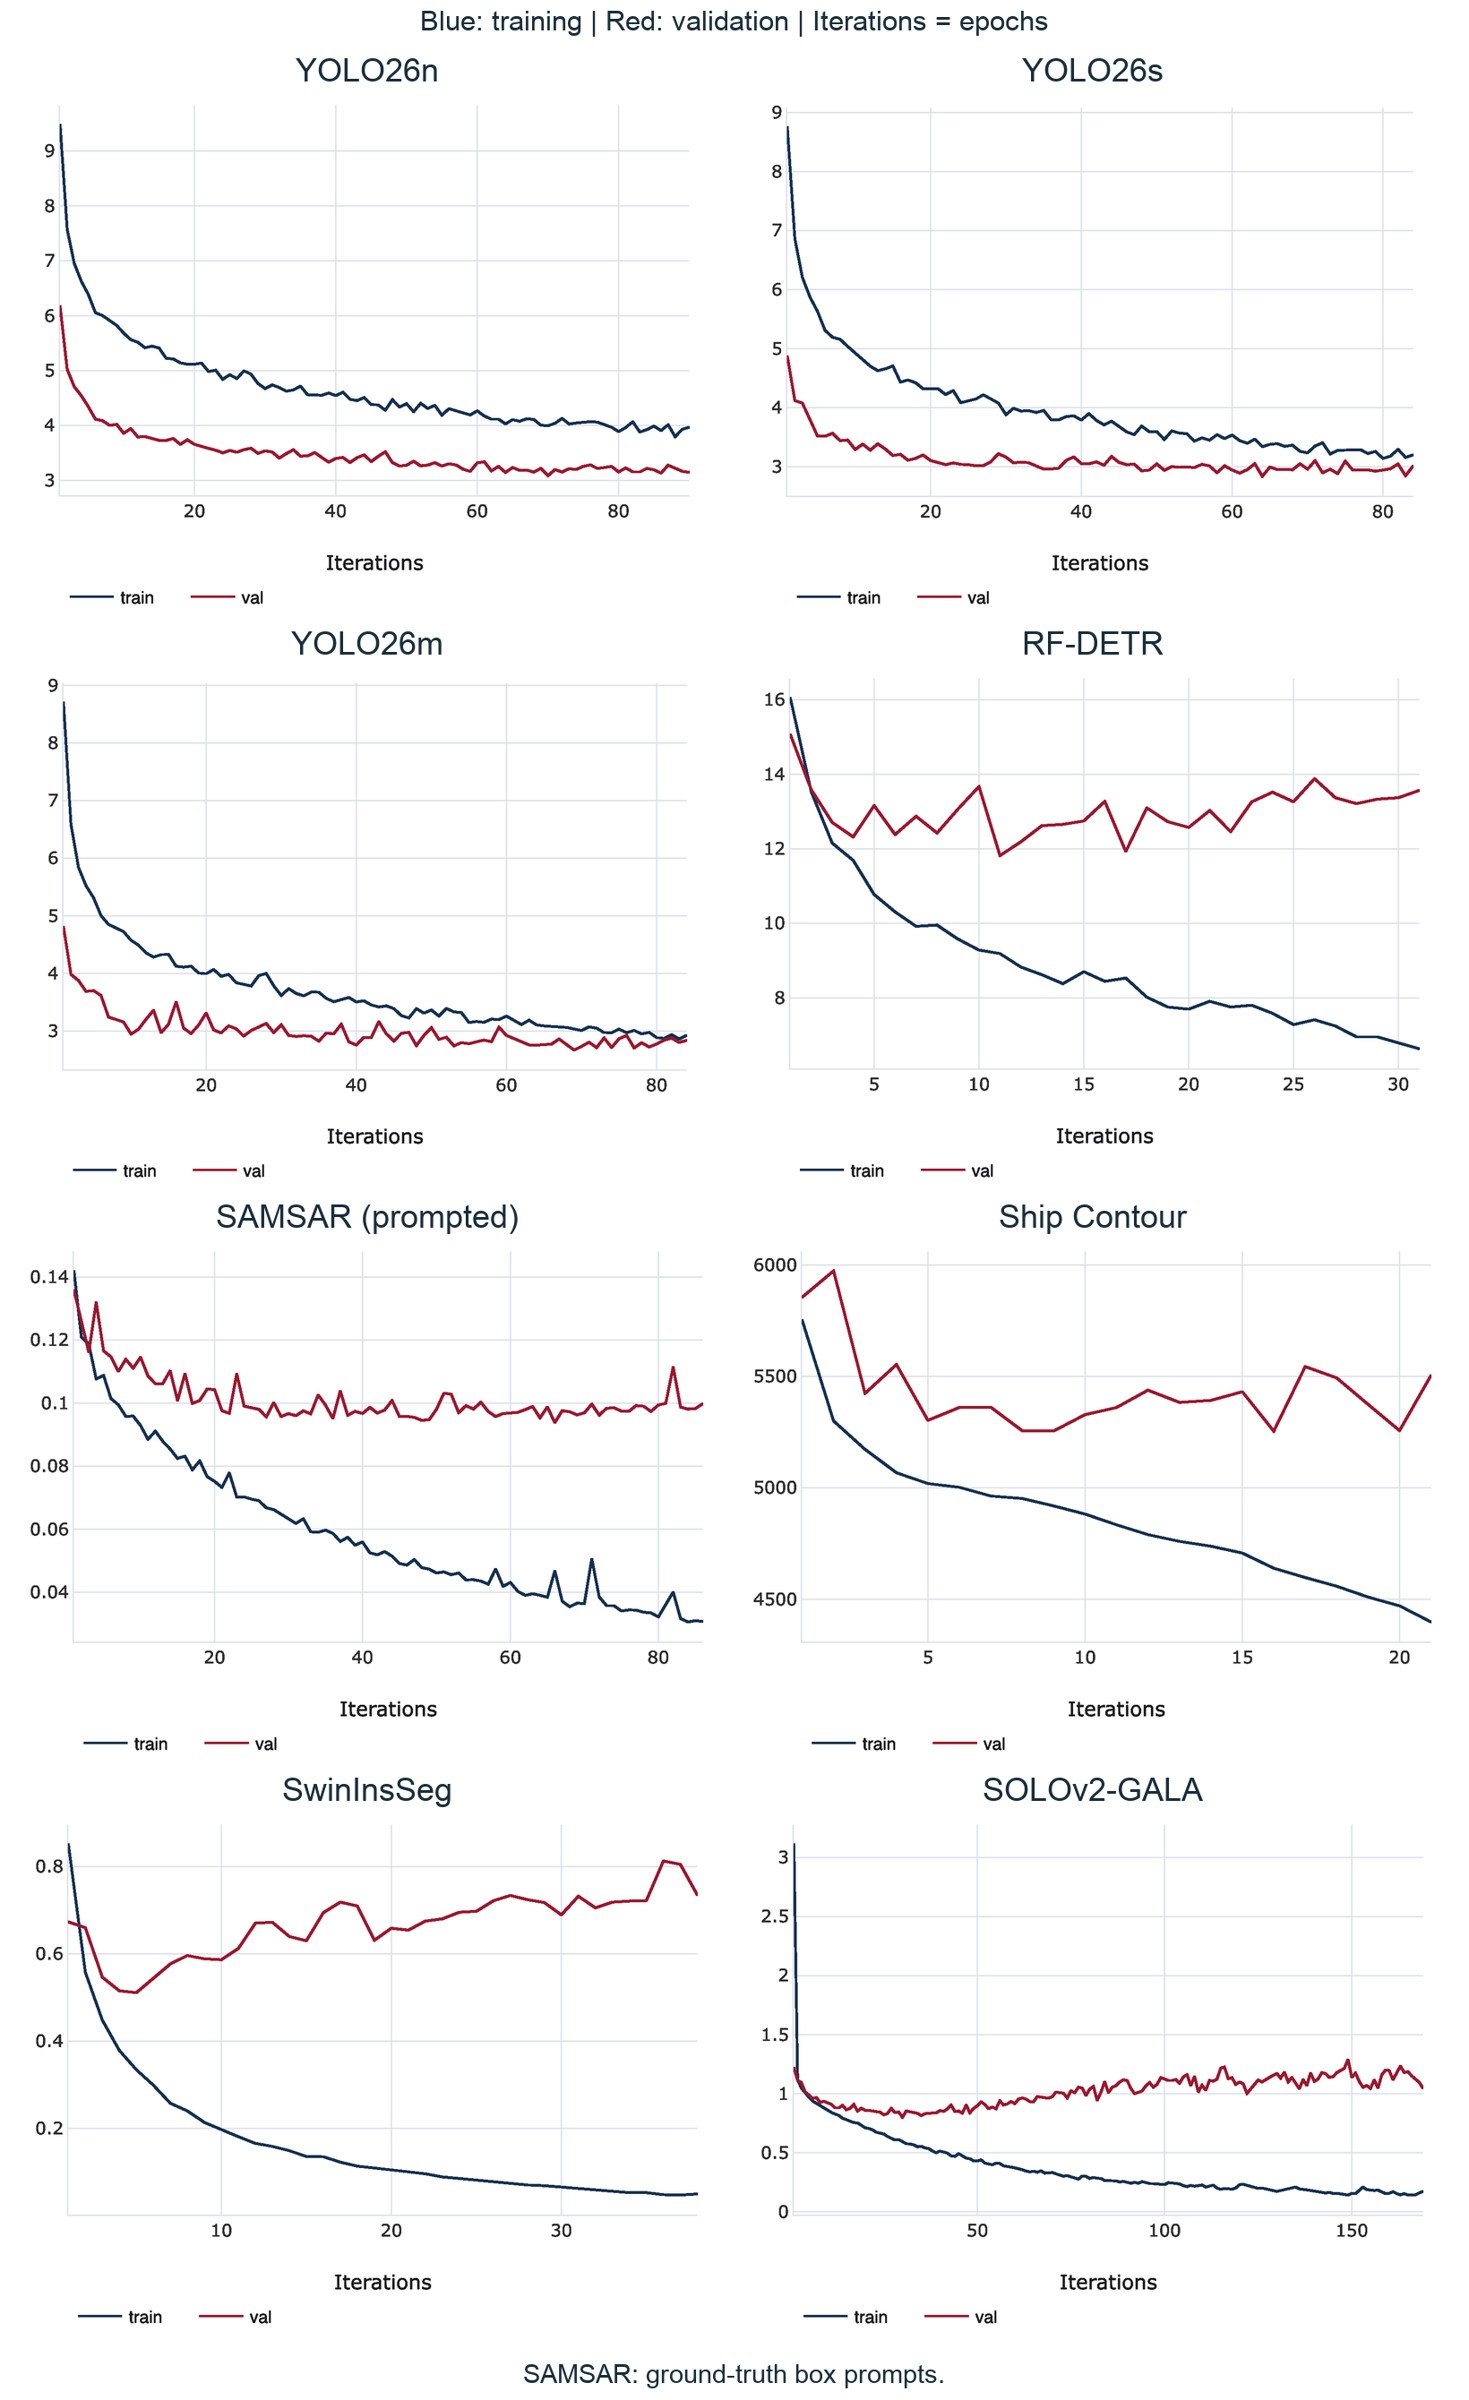 Blue: training | Red: validation | Iterations = epochs
YOLO26n
9
8
7
6
5
4
3
20 40 60 80
Iterations
train val
YOLO26s
9
8
7
6
5
4
3
20 40 60 80
Iterations
train val
YOLO26m
9
8
7
6
5
4
3
20 40 60 80
Iterations
train val
RF-DETR
16
14
12
10
8
5 10 15 20 25 30
Iterations
train val
SAMSAR (prompted)
0.14
0.12
0.1
0.08
0.06
0.04
20 40 60 80
Iterations
train val
Ship Contour
6000
5500
5000
4500
5 10 15 20
Iterations
train val
SwinInsSeg
0.8
0.6
0.4
0.2
10 20 30
Iterations
train val
SOLOv2-GALA
3
2.5
2
1.5
1
0.5
0
50 100 150
Iterations
train val
SAMSAR: ground-truth box prompts.